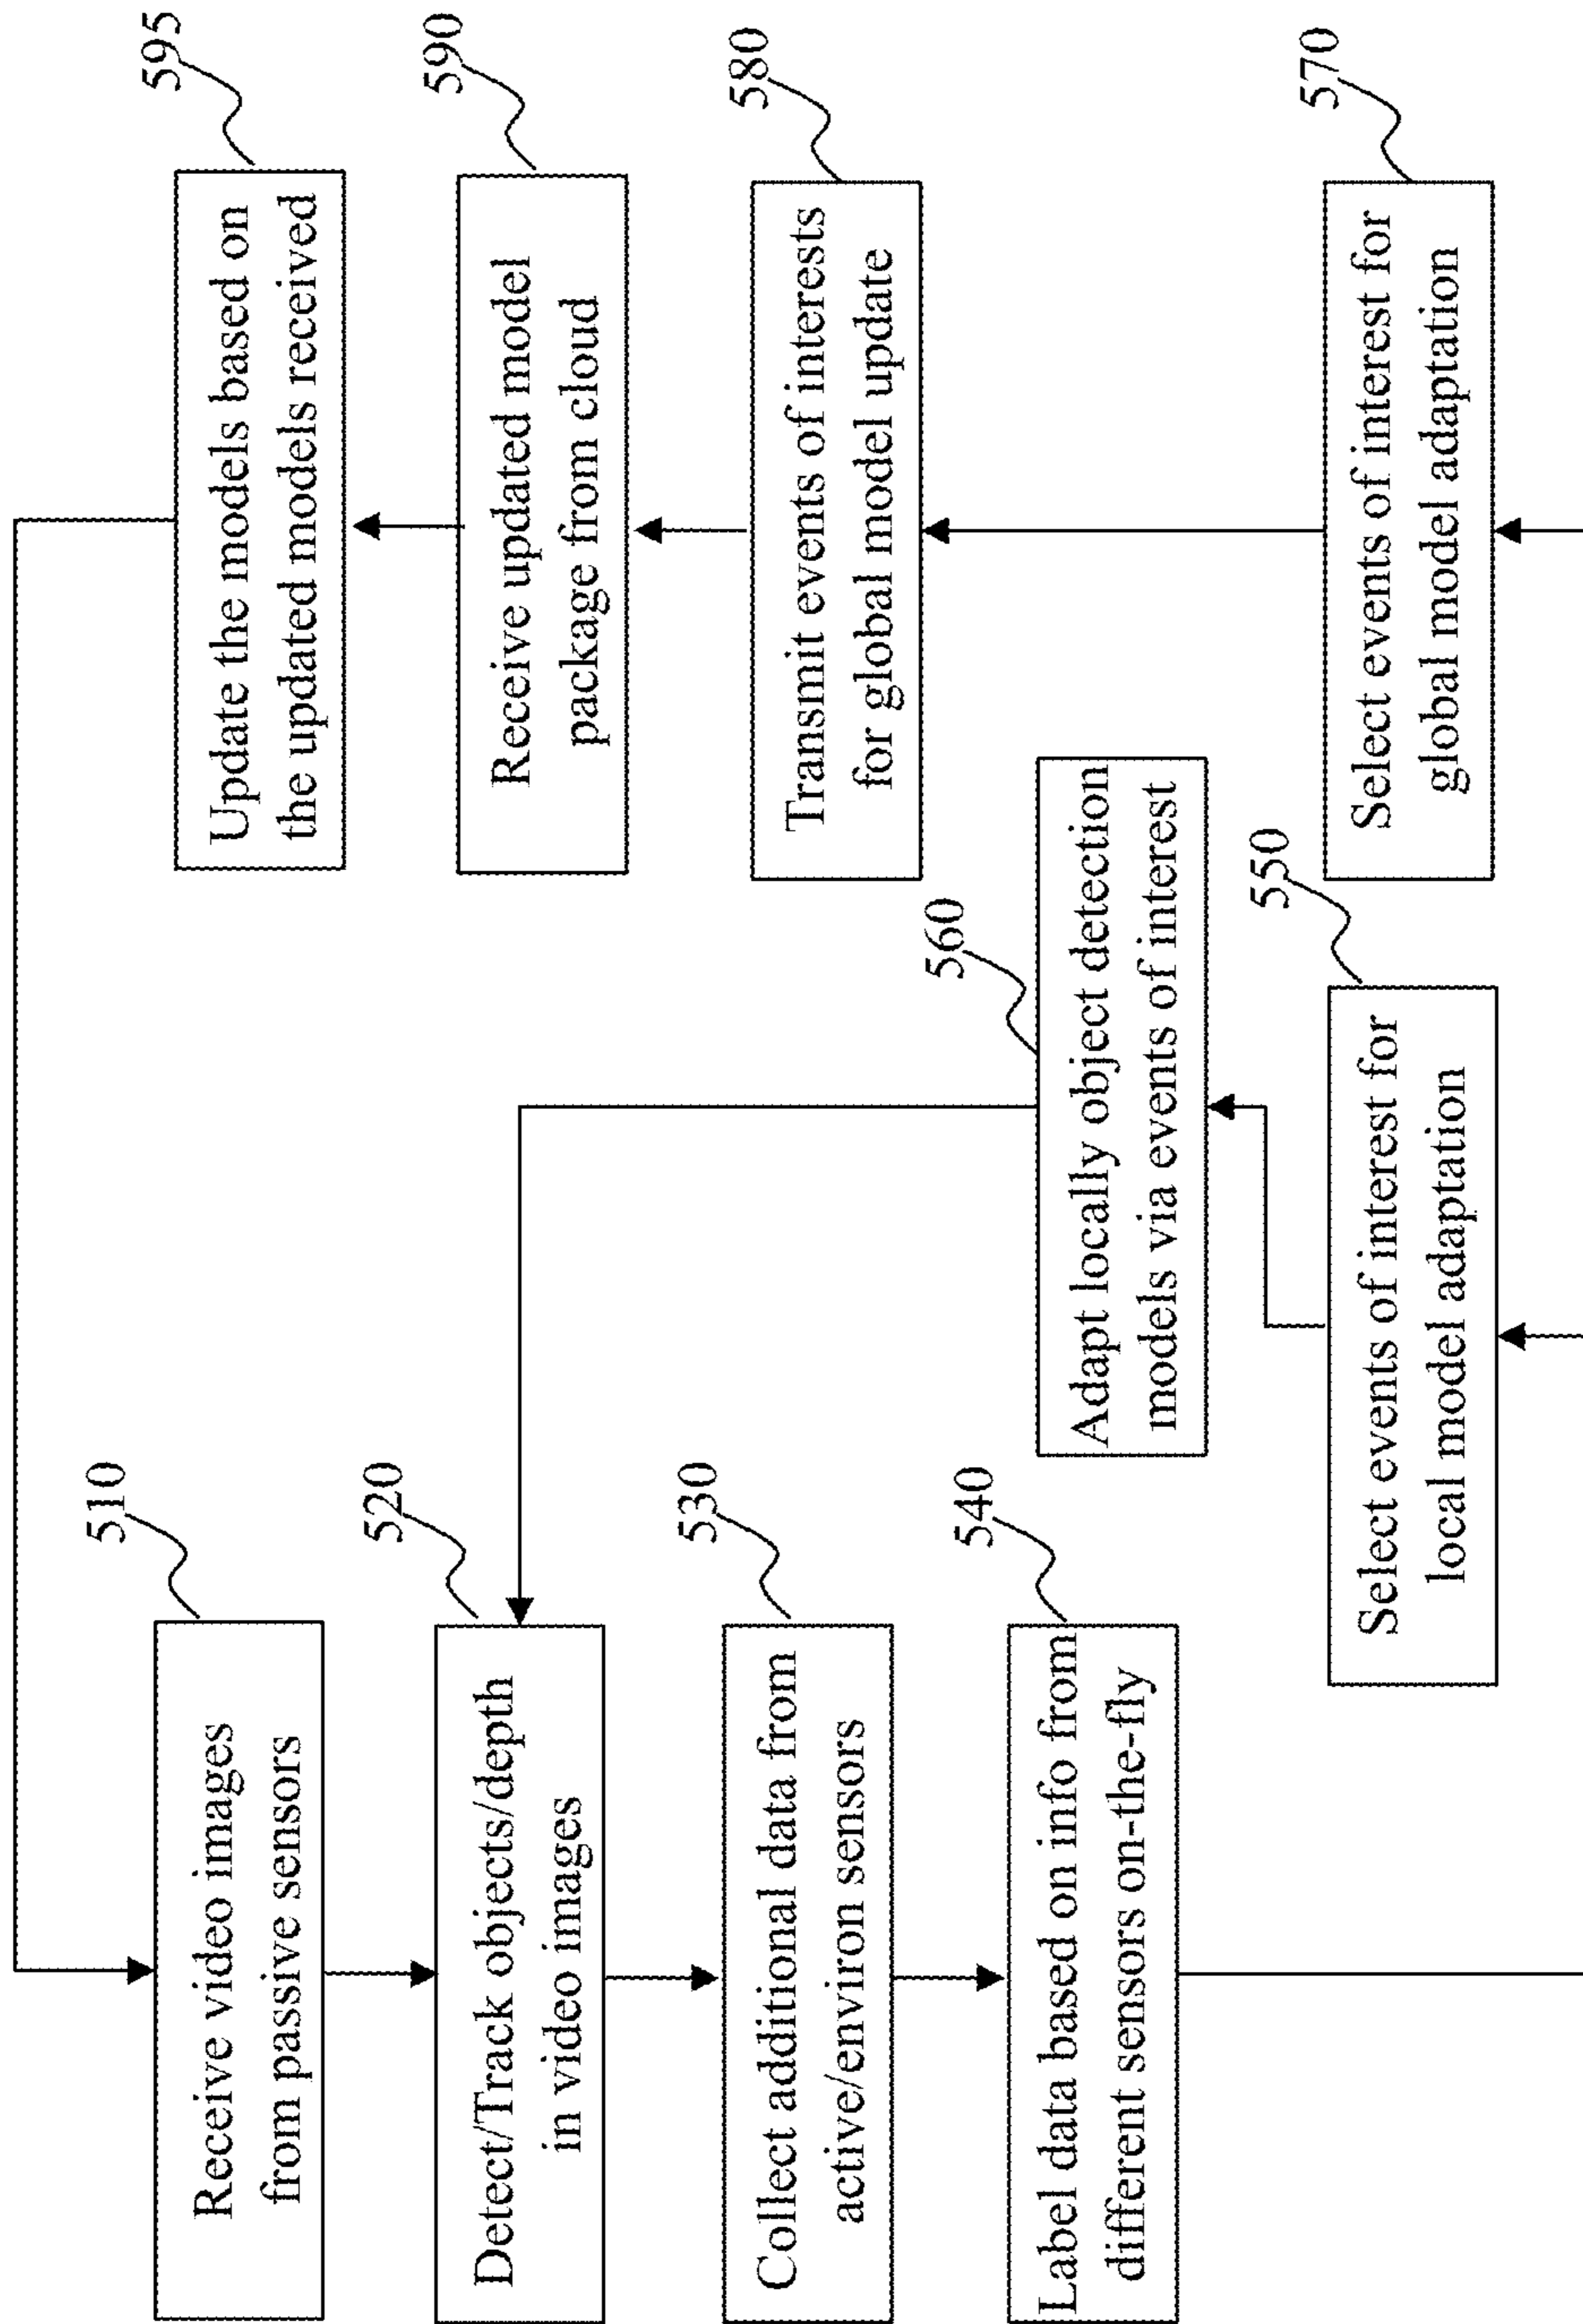 510
Receive video images
from passive sensors
520
Detect/Track objects/depth
in video images
530
Collect additional data from
active/environ sensors
540
Label data based on info from
different sensors on-the-fly
550
Select events of interest for
local model adaptation
560
Adapt locally object detection
models via events of interest
570
Select events of interest for
global model adaptation
580
Transmit events of interests
for global model update
590
Receive updated model
package from cloud
595
Update the models based on
the updated models received